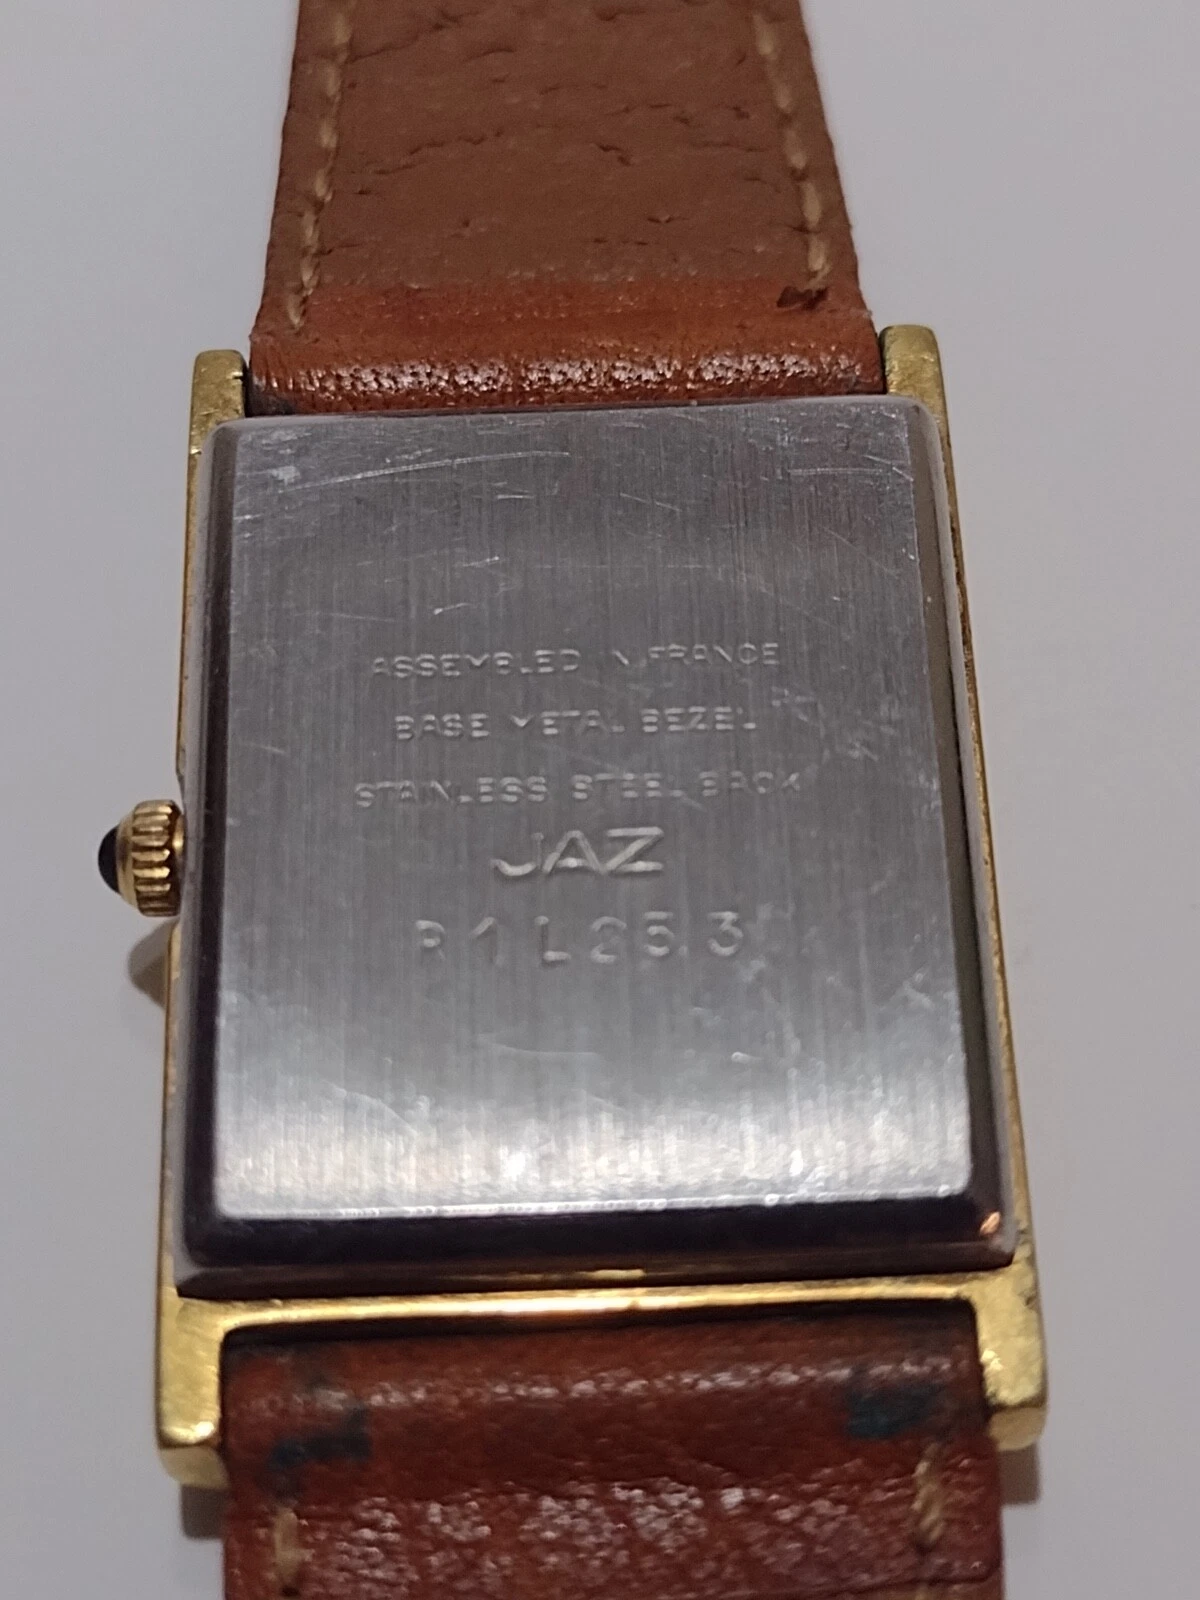 ASSEMBLED IN FRANCE
BASE METAL BEZEL
STAINLESS STEEL BACK
JAZ
R1L25.3